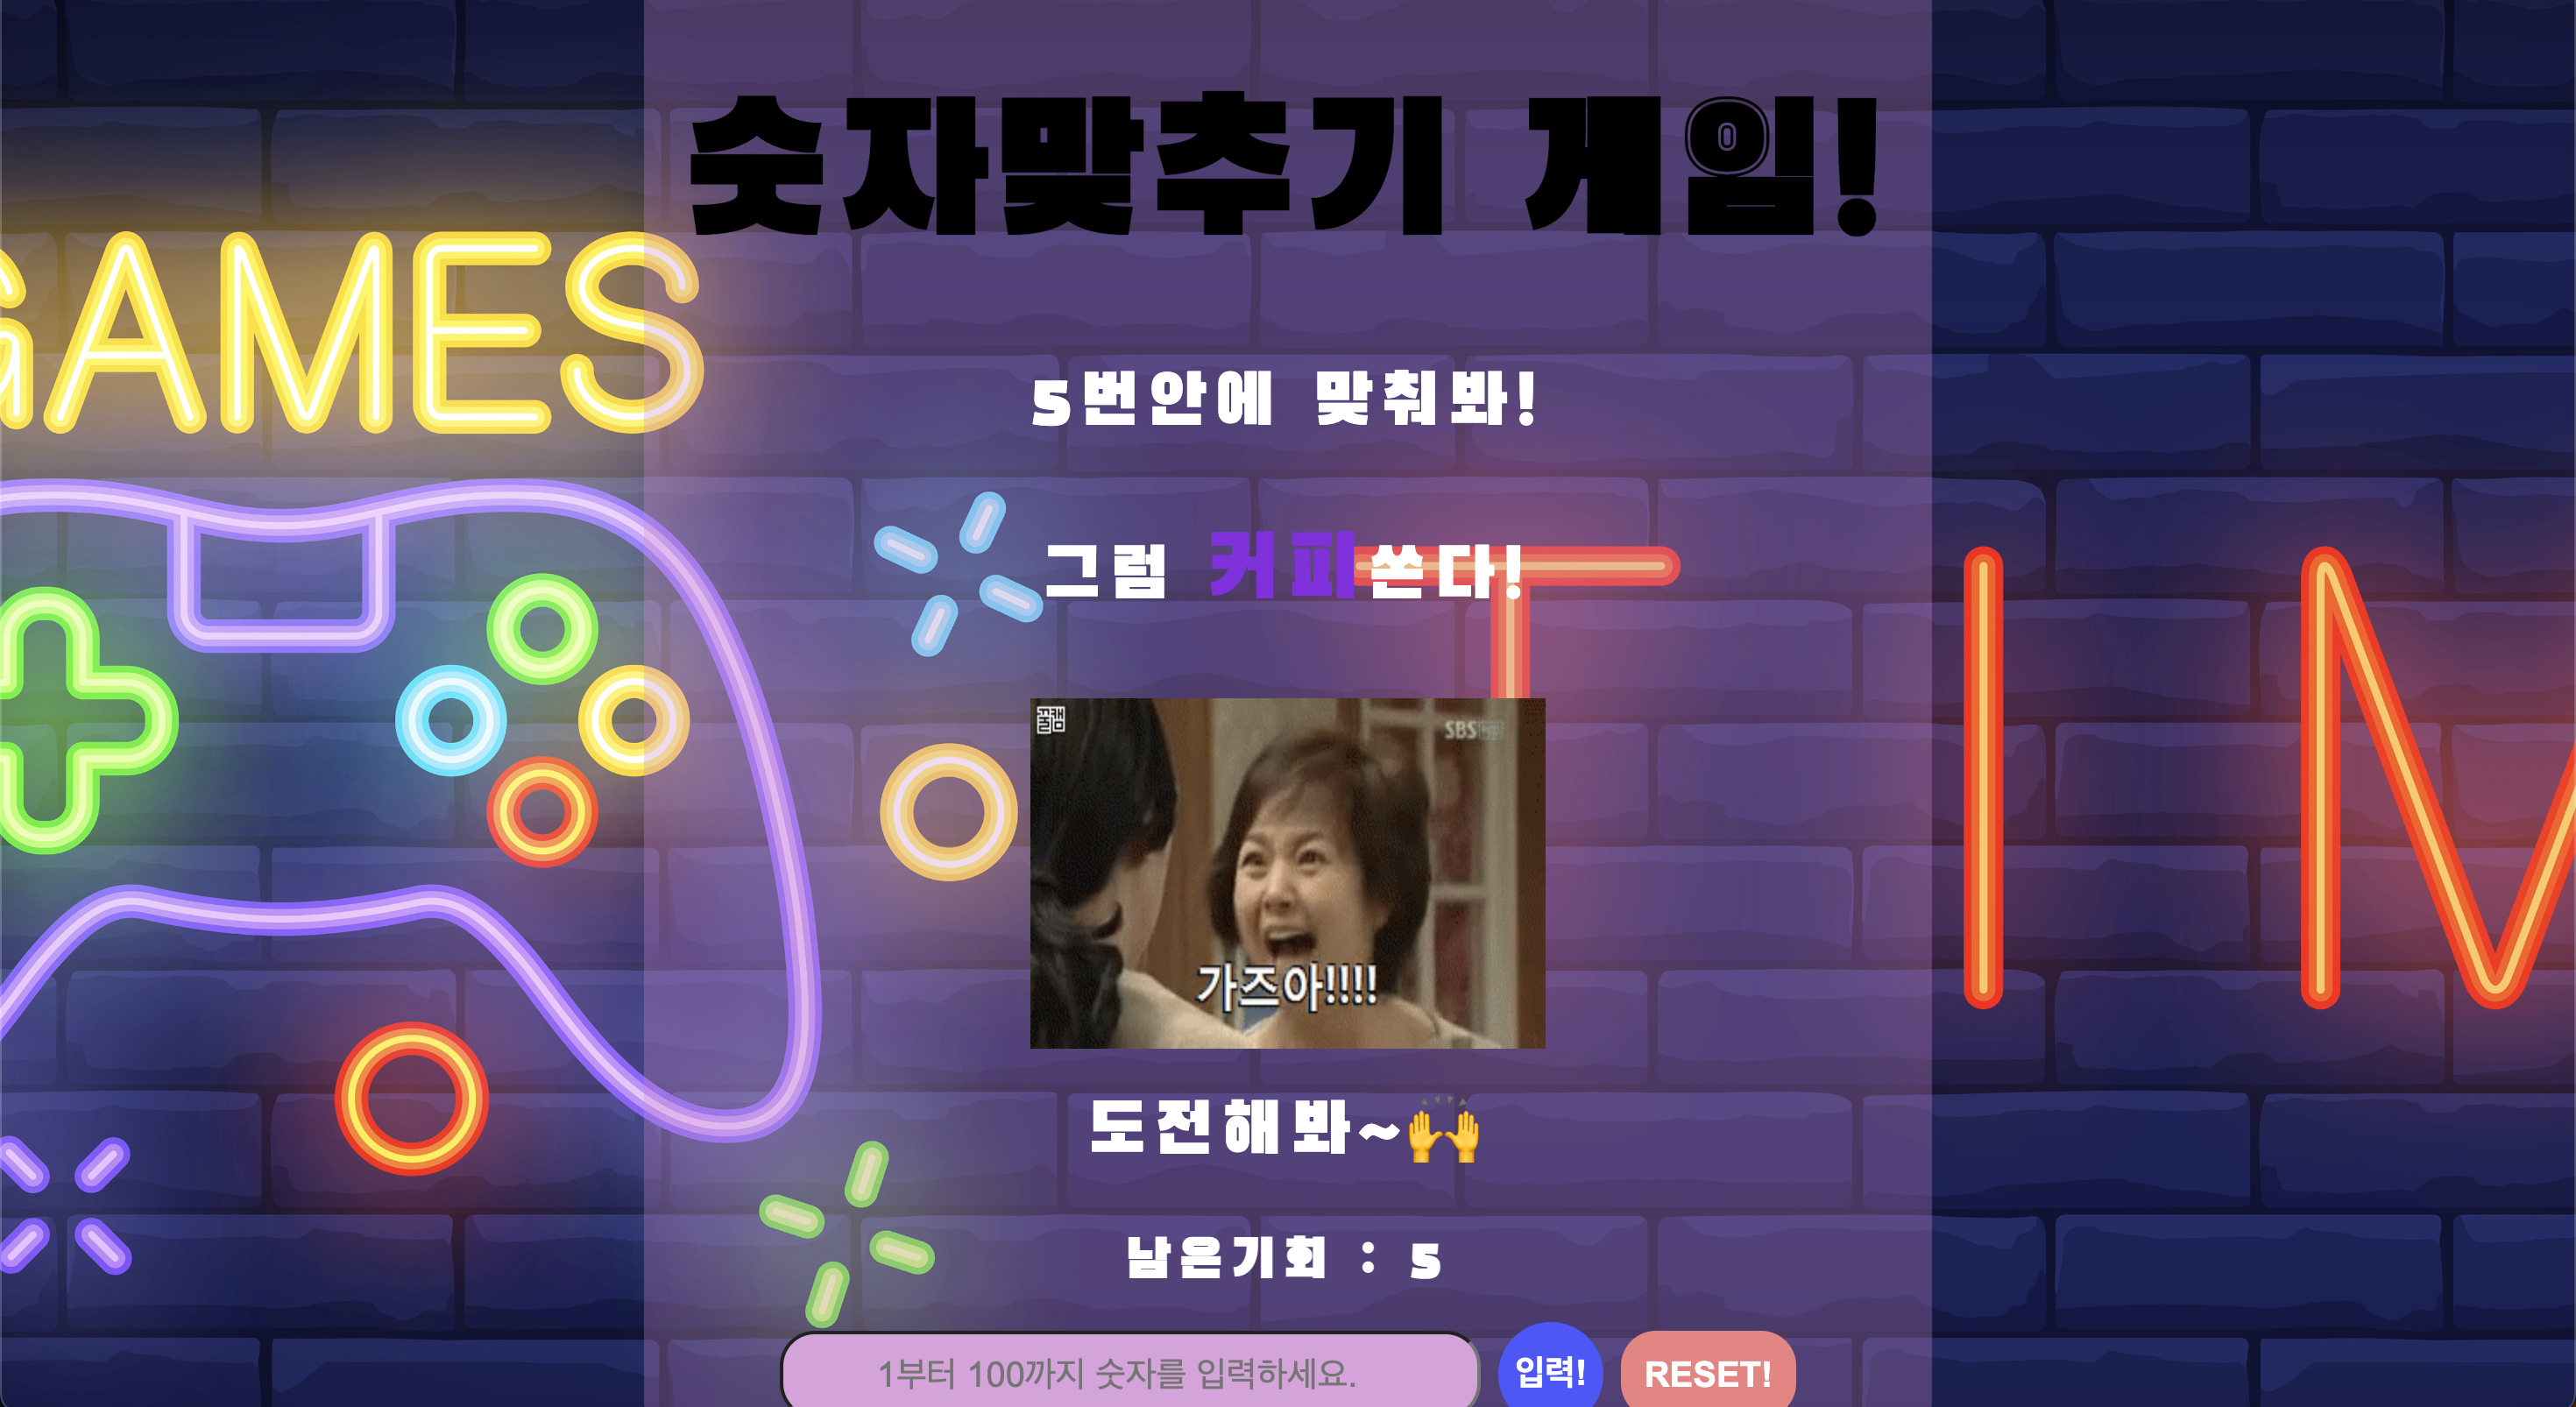 숫자맞추기 게임!
GAMES
5번안에 맞춰봐!
그럼 커피쏜다!
TIM
꿀캠
SBS
가즈아!!!!
도전해봐~🙌
남은기회 : 5
1부터 100까지 숫자를 입력하세요.
입력!
RESET!